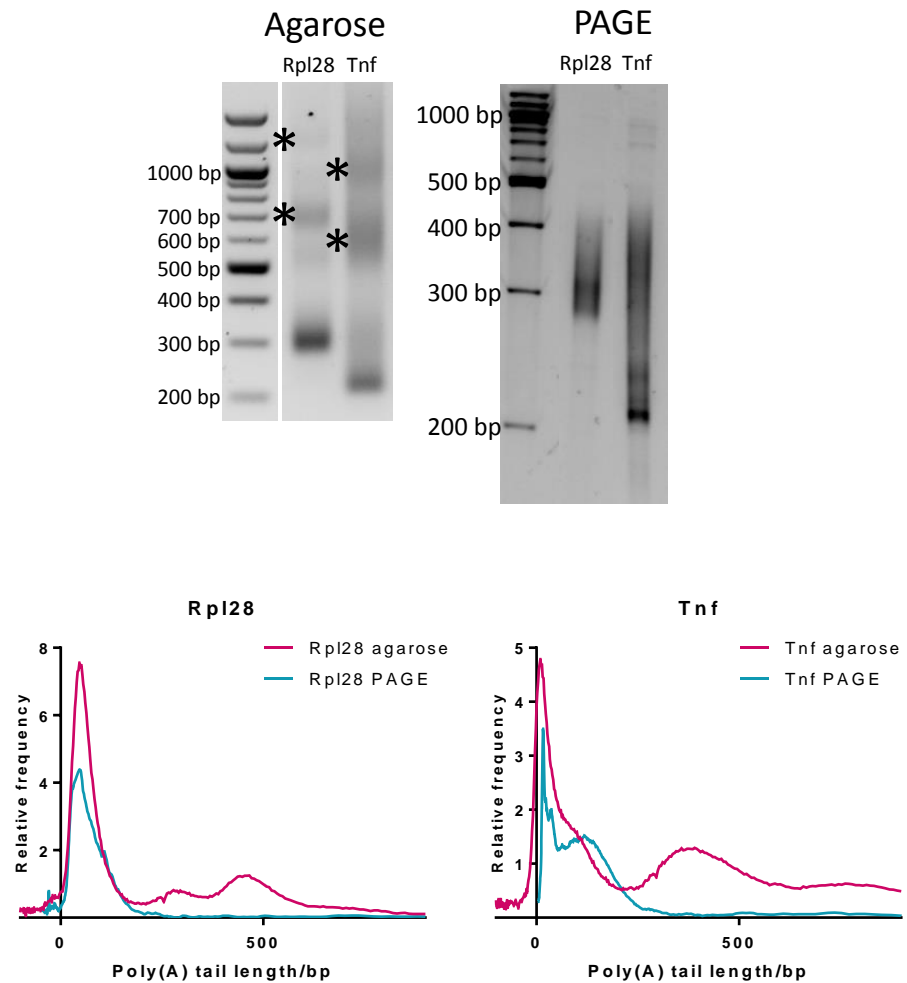 Agarose
PAGE
Rpl28 Tnf
Rpl28 Tnf
*
*
*
*
1000 bp
700 bp
600 bp
500 bp
400 bp
300 bp
200 bp
1000 bp
500 bp
400 bp
300 bp
200 bp
Rpl28
Rpl28 agarose
Rpl28 PAGE
Relative frequency
8
6
4
2
0
500
Poly(A) tail length/bp
Tnf
Tnf agarose
Tnf PAGE
Relative frequency
5
4
3
2
1
0
500
Poly(A) tail length/bp